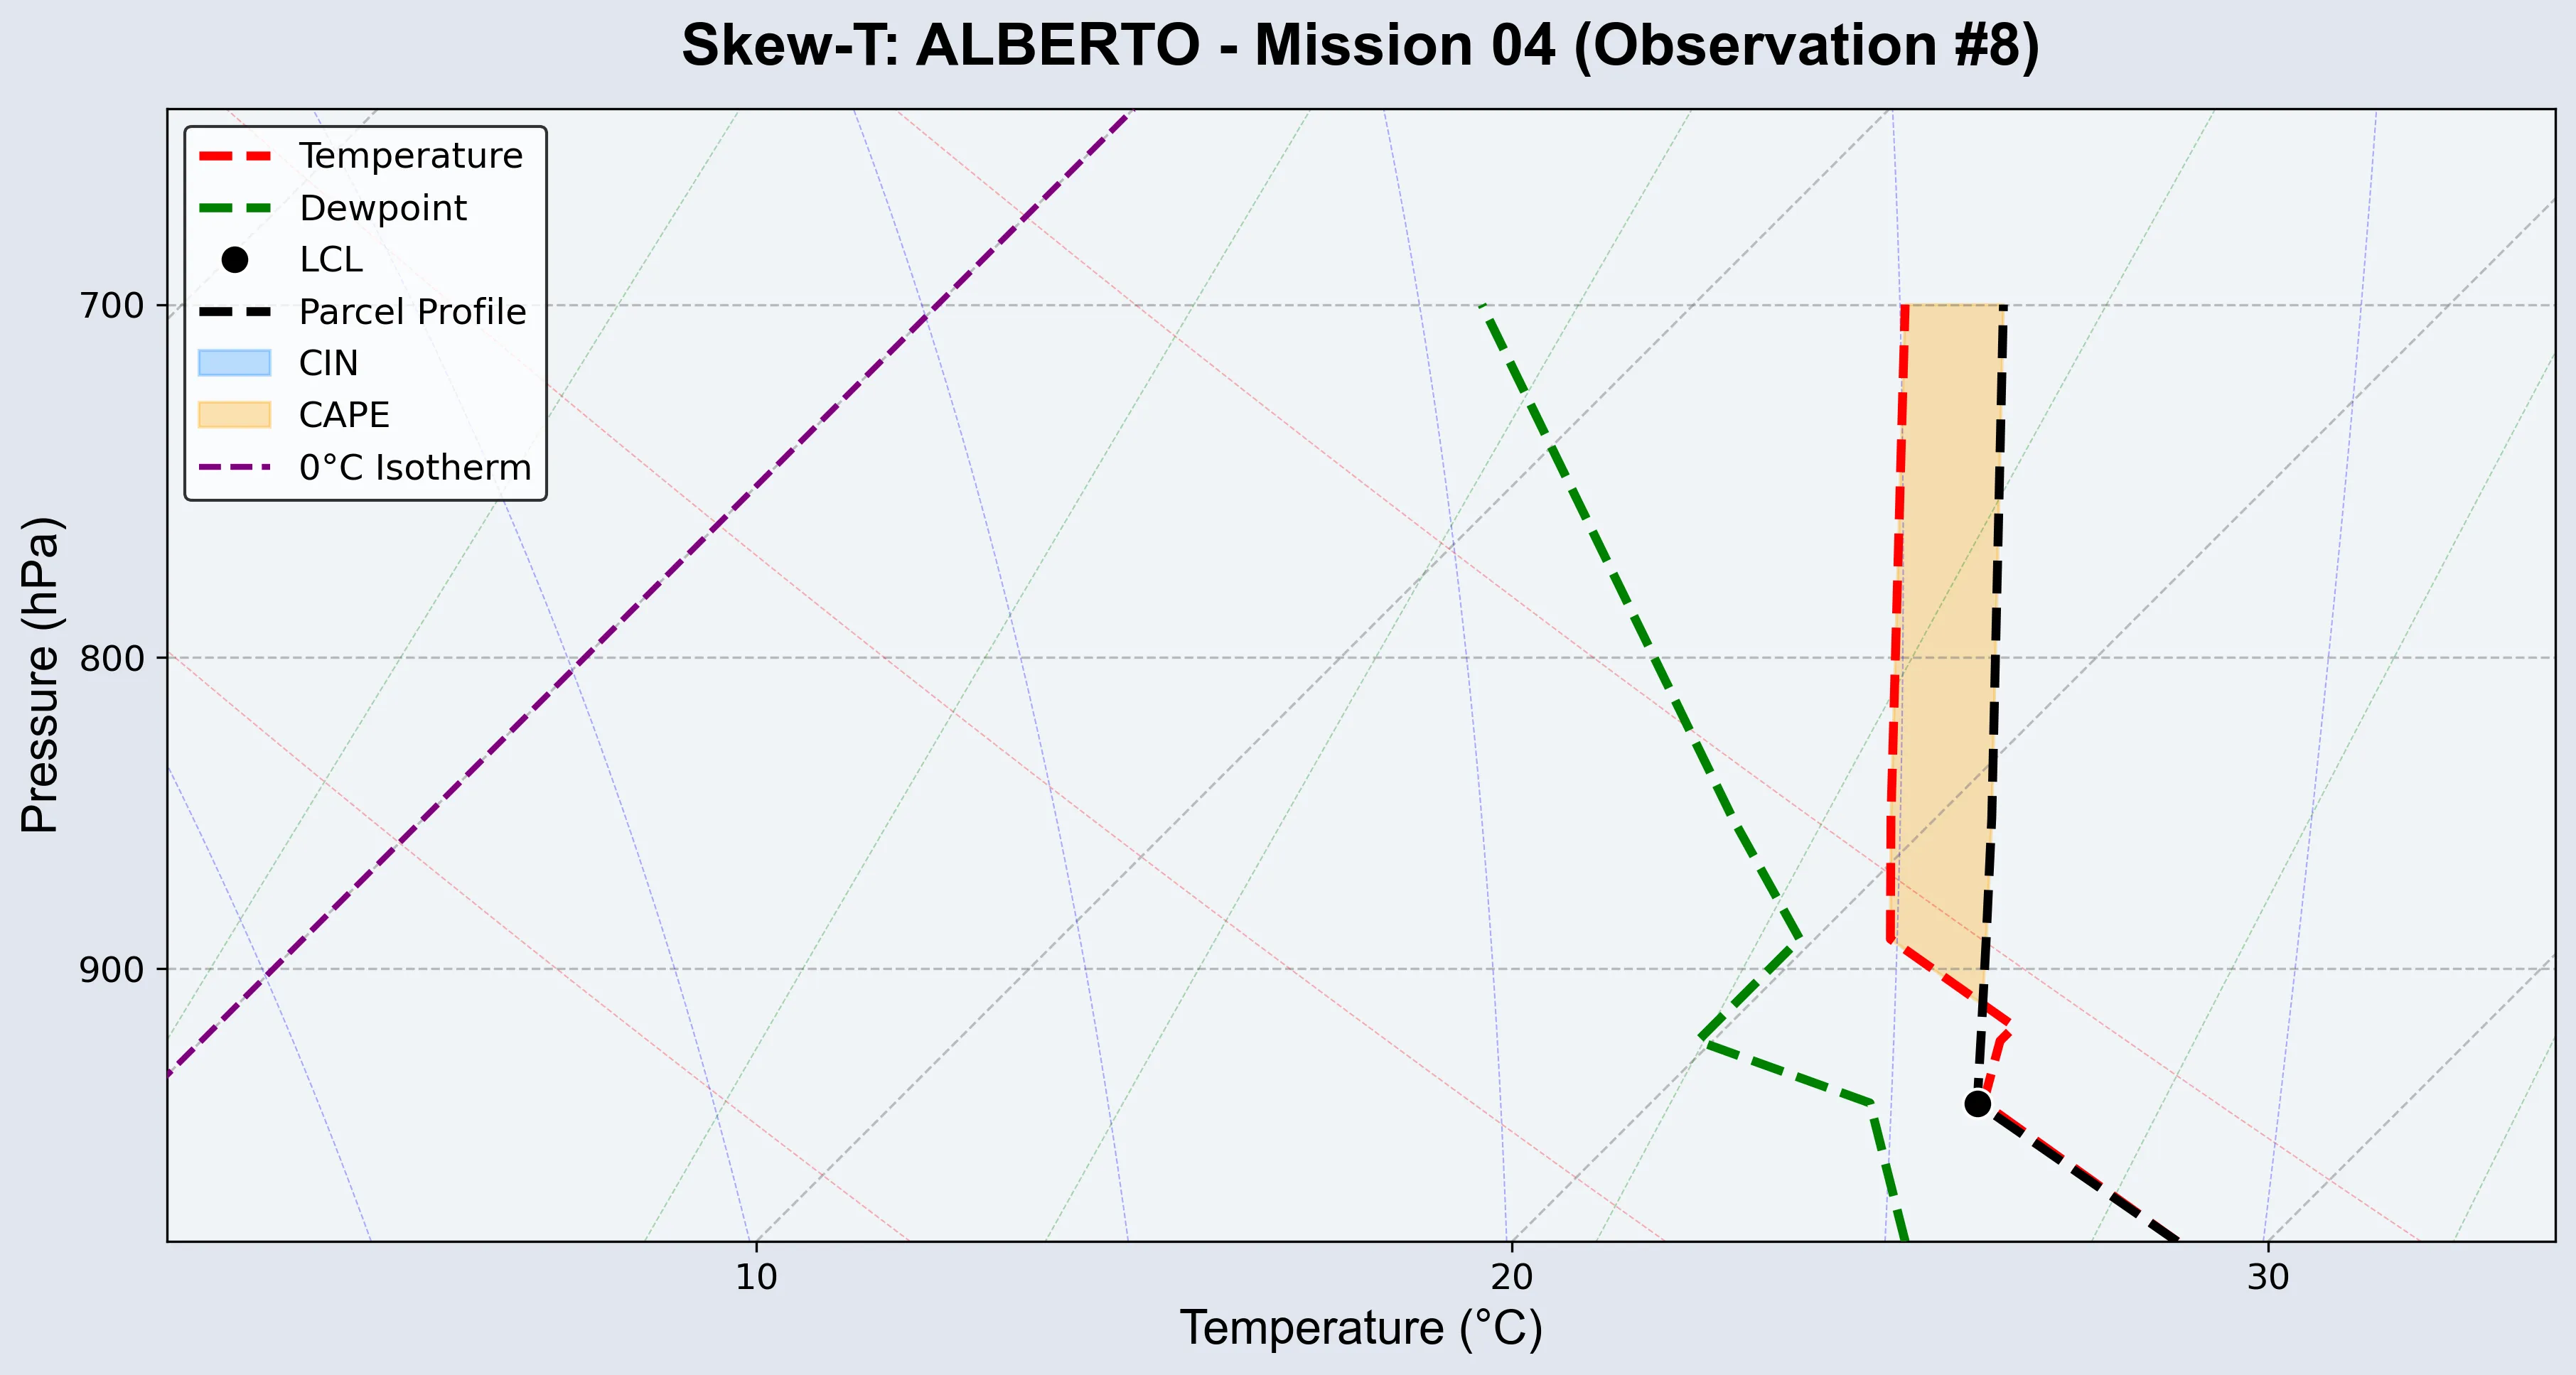 Skew-T: ALBERTO - Mission 04 (Observation #8)
Temperature
Dewpoint
LCL
Parcel Profile
CIN
CAPE
0°C Isotherm
Pressure (hPa)
700
800
900
10 20 30
Temperature (°C)